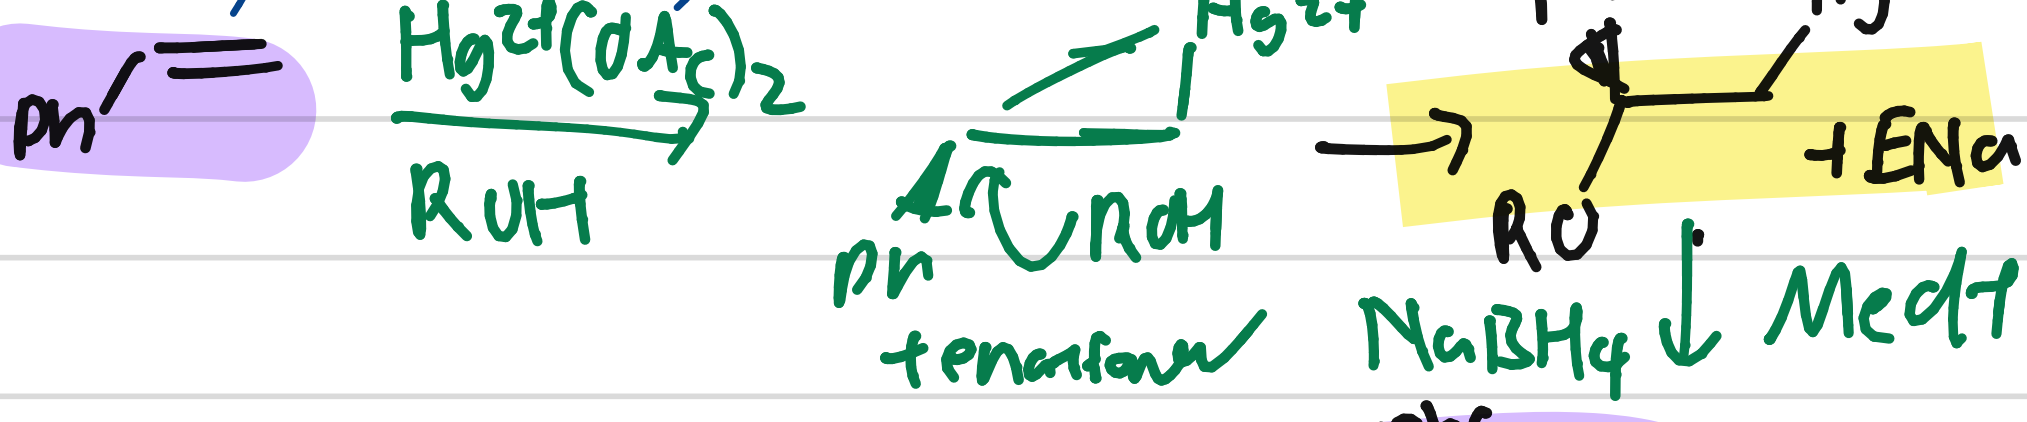 Hg2+(OAc)2
Hg2+
Ph
ROH
+ENa
ROH
RO
Ph
NaBH4
MeOH
+enantiomer